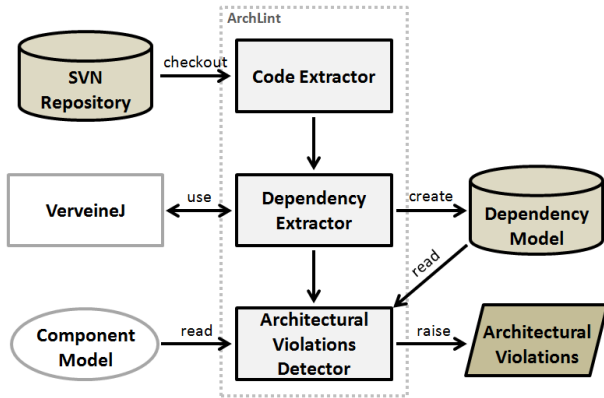 ArchLint
SVN
Repository
checkout
Code Extractor
VerveineJ
use
Dependency
Extractor
create
Dependency
Model
read
Component
Model
read
Architectural
Violations
Detector
raise
Architectural
Violations